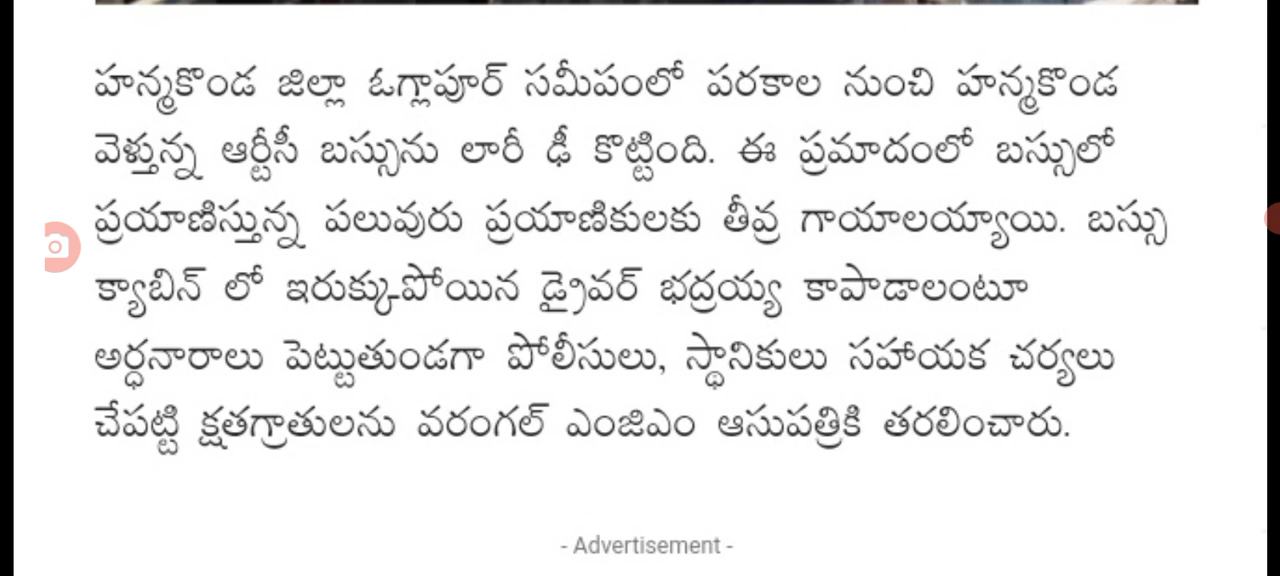 హన్మకొండ జిల్లా ఓగ్లాపూర్ సమీపంలో పరకాల నుంచి హన్మకొండ
వెళ్తున్న ఆర్టీసీ బస్సును లారీ ఢీ కొట్టింది. ఈ ప్రమాదంలో బస్సులో
ప్రయాణిస్తున్న పలువురు ప్రయాణికులకు తీవ్ర గాయాలయ్యాయి. బస్సు
క్యాబిన్ లో ఇరుక్కుపోయిన డ్రైవర్ భద్రయ్య కాపాడాలంటూ
అర్ధనారాలు పెట్టుతుండగా పోలీసులు, స్థానికులు సహాయక చర్యలు
చేపట్టి క్షతగ్రాతులను వరంగల్ ఎంజిఎం ఆసుపత్రికి తరలించారు.
- Advertisement -